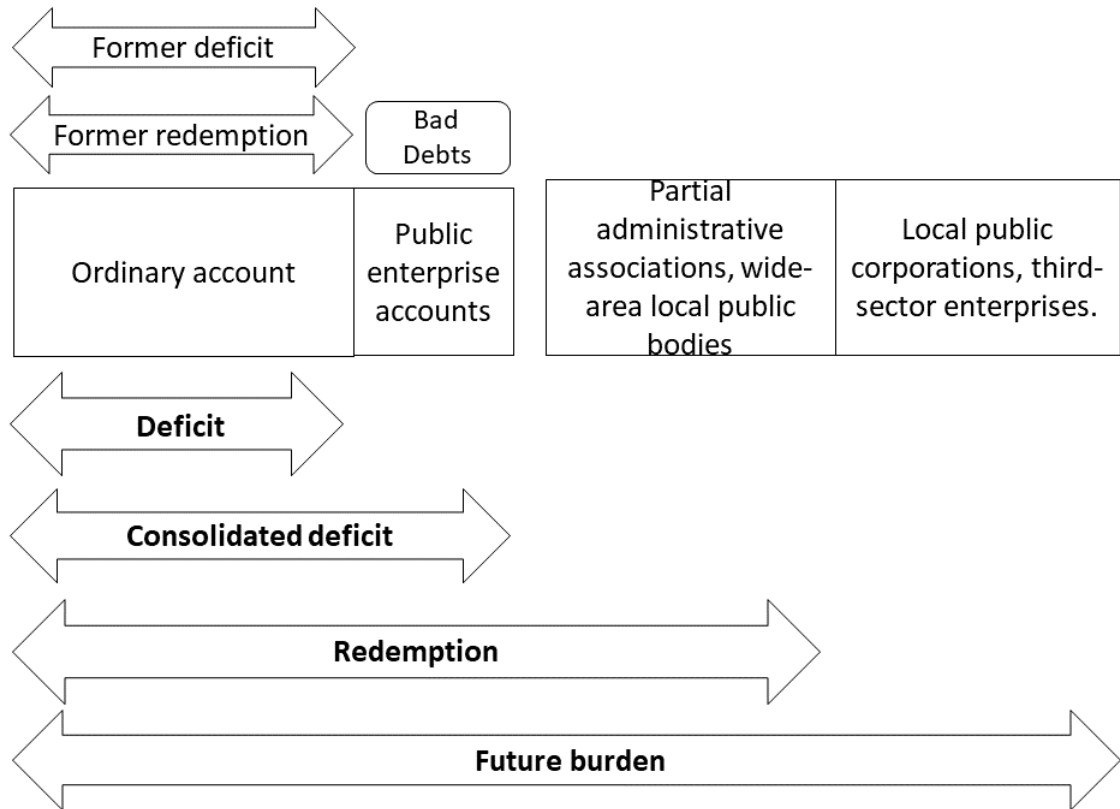 Former deficit
Former redemption
Bad
Debts
Ordinary account
Public
enterprise
accounts
Partial
administrative
associations, wide-
area local public
bodies
Local public
corporations, third-
sector enterprises.
Deficit
Consolidated deficit
Redemption
Future burden